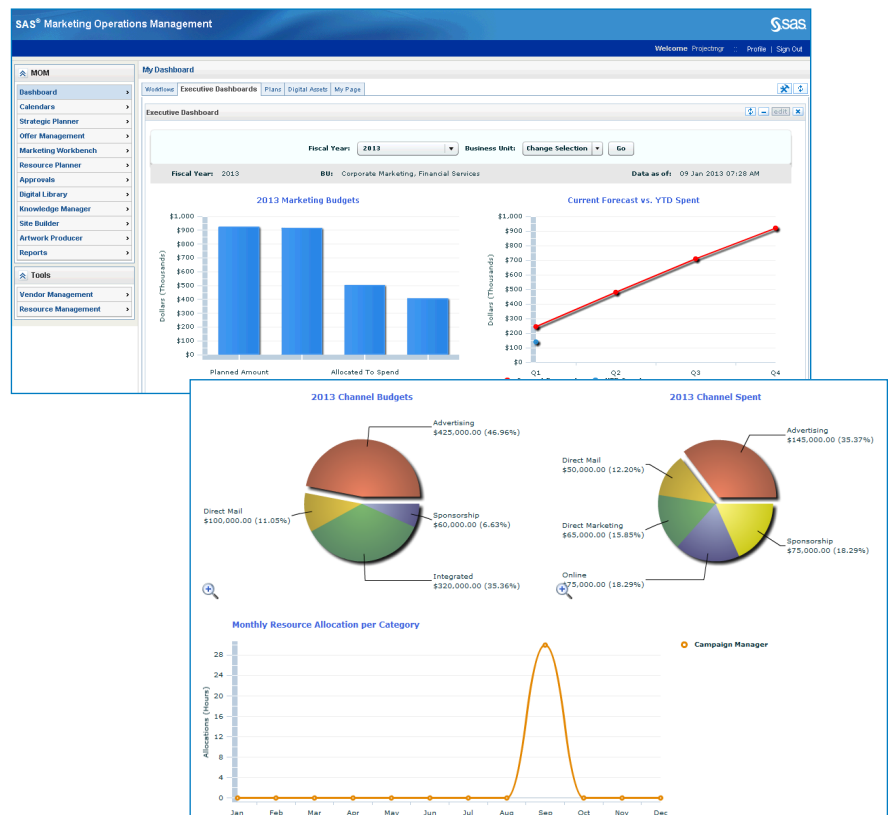 SAS® Marketing Operations Management
sas
Welcome Projectmgr :: Profile | Sign Out
MOM
Dashboard
Calendars
Strategic Planner
Offer Management
Marketing Workbench
Resource Planner
Approvals
Digital Library
Knowledge Manager
Site Builder
Artwork Producer
Reports
Tools
Vendor Management
Resource Management
My Dashboard
Workflows Executive Dashboards Plans Digital Assets My Page
Executive Dashboard
edit
Fiscal Year: 2013 Business Unit: Change Selection Go
Fiscal Year: 2013 BU: Corporate Marketing, Financial Services Data as of: 09 Jan 2013 07:28 AM
2013 Marketing Budgets
Dollars (Thousands)
$1,000
$900
$800
$700
$600
$500
$400
$300
$200
$100
$0
Planned Amount Allocated To Spend
Current Forecast vs. YTD Spent
Dollars (Thousands)
$1,000
$900
$800
$700
$600
$500
$400
$300
$200
$100
$0
Q1 Q2 Q3 Q4
2013 Channel Budgets
Advertising
$425,000.00 (46.96%)
Direct Mail
$100,000.00 (11.05%)
Sponsorship
$60,000.00 (6.63%)
Integrated
$320,000.00 (35.36%)
2013 Channel Spent
Advertising
$145,000.00 (35.37%)
Direct Mail
$50,000.00 (12.20%)
Direct Marketing
$65,000.00 (15.85%)
Sponsorship
$75,000.00 (18.29%)
Online
$75,000.00 (18.29%)
Monthly Resource Allocation per Category
Campaign Manager
Allocations (Hours)
28
24
20
16
12
8
4
0
Jan Feb Mar Apr May Jun Jul Aug Sep Oct Nov Dec